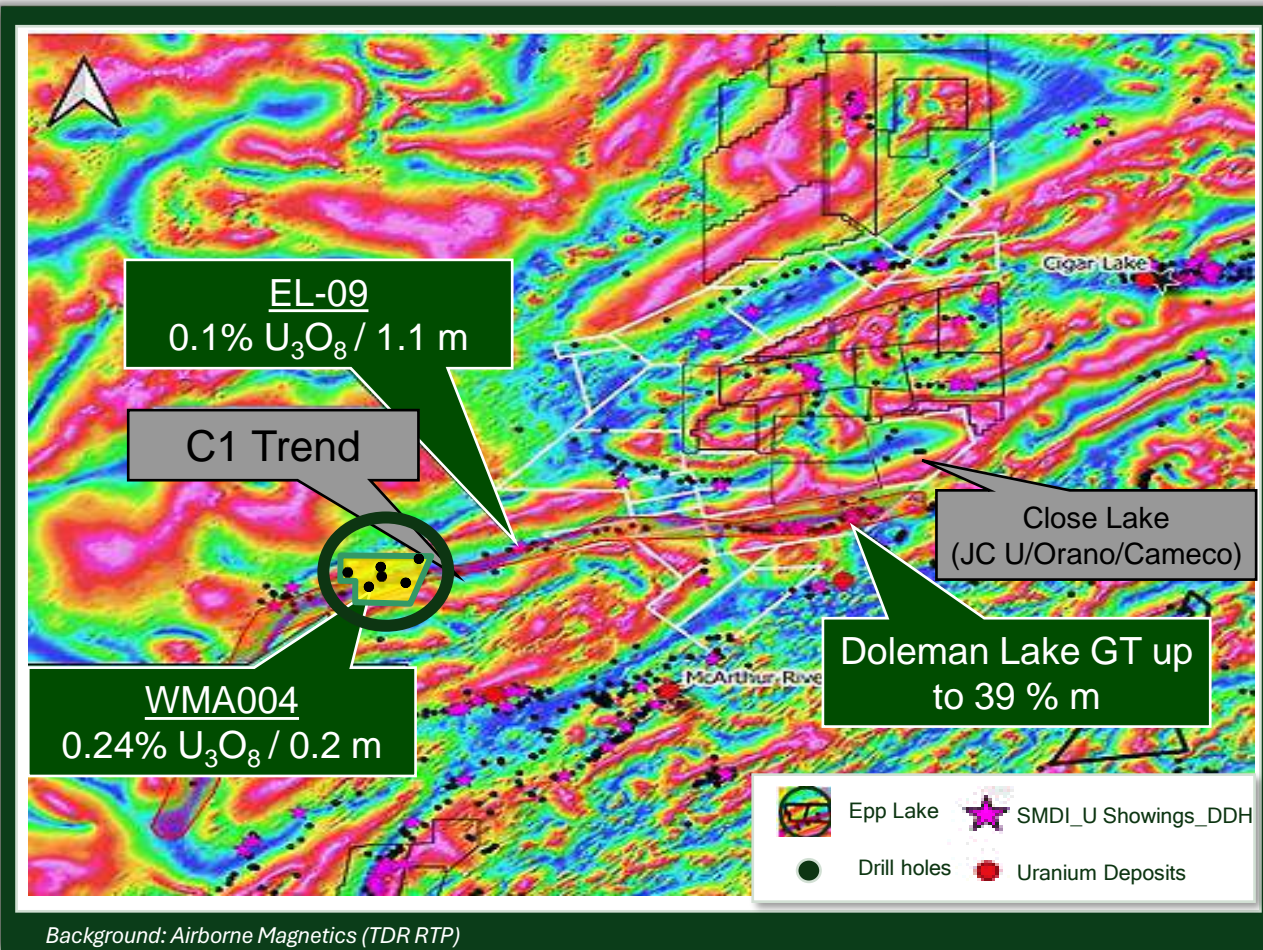 Cigar Lake
EL-09
0.1% U₃O₈ / 1.1 m
C1 Trend
Close Lake
(JC U/Orano/Cameco)
Doleman Lake GT up
to 39 % m
McArthur Rive
WMA004
0.24% U₃O₈ / 0.2 m
Epp Lake
SMDI_U Showings_DDH
Drill holes
Uranium Deposits
Background: Airborne Magnetics (TDR RTP)